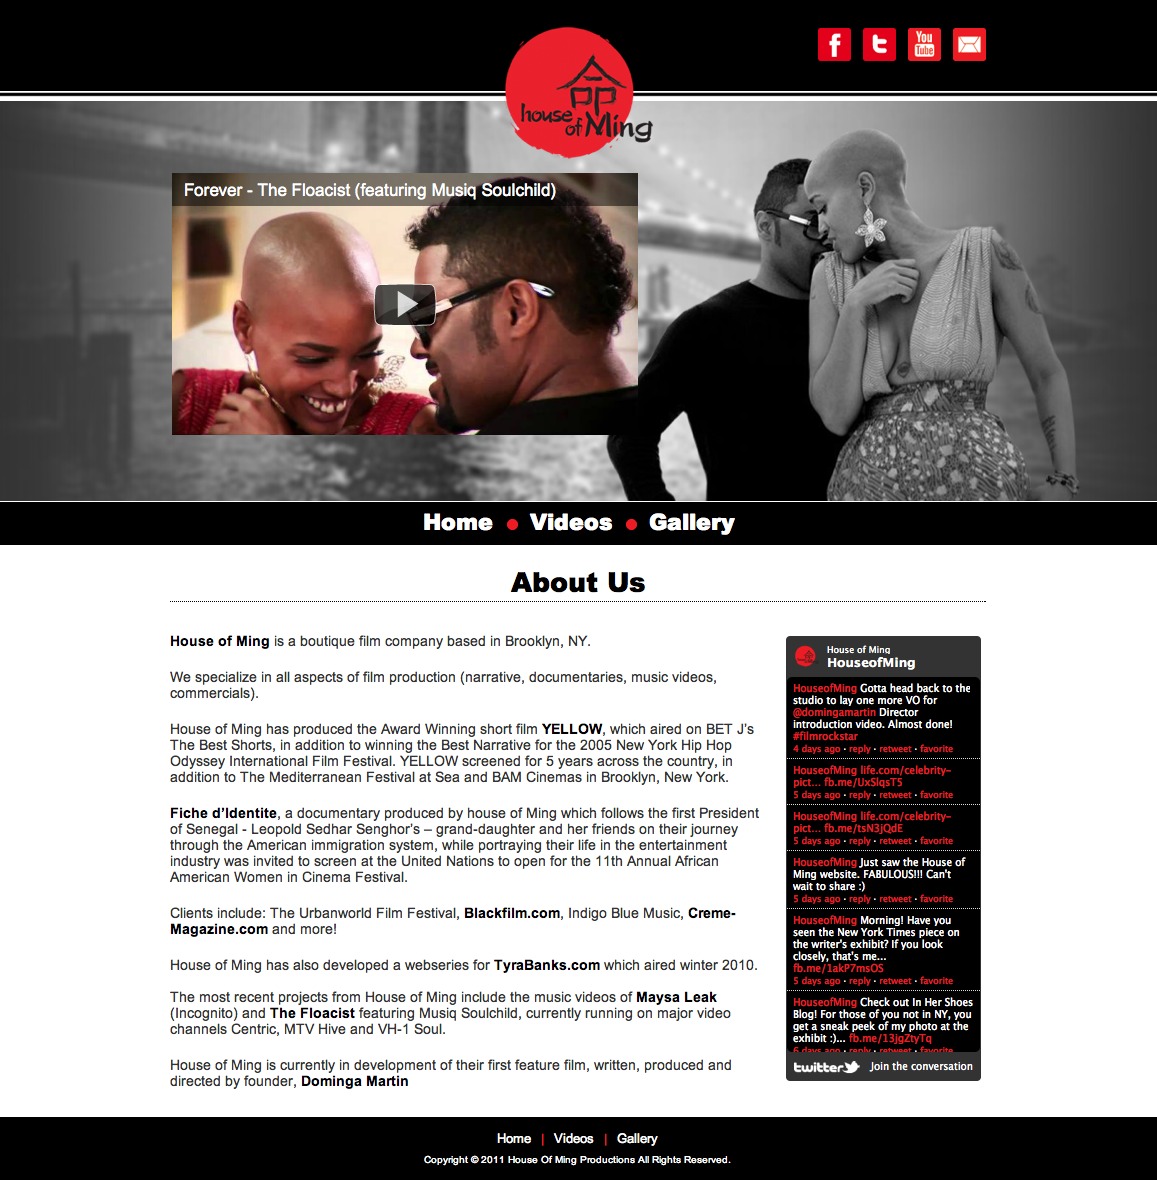 f t You Tube
house of Ming
Forever - The Floacist (featuring Musiq Soulchild)
Home • Videos • Gallery
About Us
House of Ming is a boutique film company based in Brooklyn, NY.
We specialize in all aspects of film production (narrative, documentaries, music videos,
commercials).
House of Ming has produced the Award Winning short film YELLOW, which aired on BET J's
The Best Shorts, in addition to winning the Best Narrative for the 2005 New York Hip Hop
Odyssey International Film Festival. YELLOW screened for 5 years across the country, in
addition to The Mediterranean Festival at Sea and BAM Cinemas in Brooklyn, New York.
Fiche d'Identite, a documentary produced by house of Ming which follows the first President
of Senegal - Leopold Sedhar Senghor's – grand-daughter and her friends on their journey
through the American immigration system, while portraying their life in the entertainment
industry was invited to screen at the United Nations to open for the 11th Annual African
American Women in Cinema Festival.
Clients include: The Urbanworld Film Festival, Blackfilm.com, Indigo Blue Music, Creme-
Magazine.com and more!
House of Ming has also developed a webseries for TyraBanks.com which aired winter 2010.
The most recent projects from House of Ming include the music videos of Maysa Leak
(Incognito) and The Floacist featuring Musiq Soulchild, currently running on major video
channels Centric, MTV Hive and VH-1 Soul.
House of Ming is currently in development of their first feature film, written, produced and
directed by founder, Dominga Martin
House of Ming
HouseofMing
HouseofMing Gotta head back to the
studio to lay one more VO for
@domingamartin Director
introduction video. Almost done!
#filmrockstar
4 days ago · reply · retweet · favorite
HouseofMing life.com/celebrity-
pict... fb.me/UxSlqsT5
5 days ago · reply · retweet · favorite
HouseofMing life.com/celebrity-
pict... fb.me/tsN3jQdE
5 days ago · reply · retweet · favorite
HouseofMing Just saw the House of
Ming website. FABULOUS!!! Can't
wait to share :)
5 days ago · reply · retweet · favorite
HouseofMing Morning! Have you
seen the New York Times piece on
the writer's exhibit? If you look
closely, that's me...
fb.me/1akP7msOS
5 days ago · reply · retweet · favorite
HouseofMing Check out In Her Shoes
Blog! For those of you not in NY, you
get a sneak peek of my photo at the
exhibit :)... fb.me/13jgZtyTq
6 days ago · reply · retweet · favorite
twitter Join the conversation
Home | Videos | Gallery
Copyright © 2011 House Of Ming Productions All Rights Reserved.